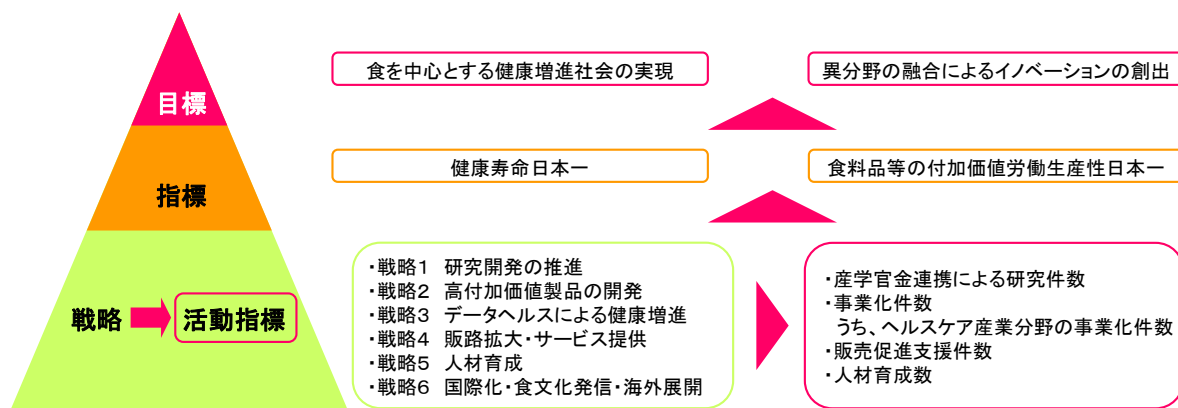 目標
食を中心とする健康増進社会の実現
異分野の融合によるイノベーションの創出
指標
健康寿命日本一
食料品等の付加価値労働生産性日本一
戦略
活動指標
・戦略1 研究開発の推進
・戦略2 高付加価値製品の開発
・戦略3 データヘルスによる健康増進
・戦略4 販路拡大・サービス提供
・戦略5 人材育成
・戦略6 国際化・食文化発信・海外展開
・産学官金連携による研究件数
・事業化件数
うち、ヘルスケア産業分野の事業化件数
・販売促進支援件数
・人材育成数